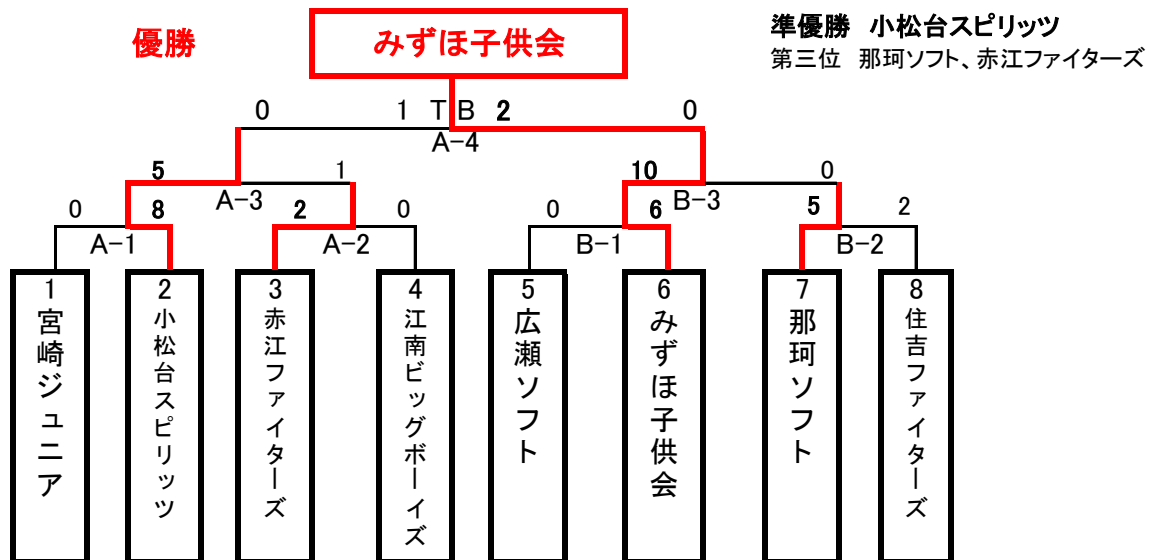 優勝
みずほ子供会
準優勝 小松台スピリッツ
第三位 那珂ソフト、赤江ファイターズ
0 1 TB 2 0
A-4
5 1 10 0
A-3 B-3
0 8 2 0 0 6 5 2
A-1 A-2 B-1 B-2
1 宮崎ジュニア
2 小松台スピリッツ
3 赤江ファイターズ
4 江南ビッグボーイズ
5 広瀬ソフト
6 みずほ子供会
7 那珂ソフト
8 住吉ファイターズ